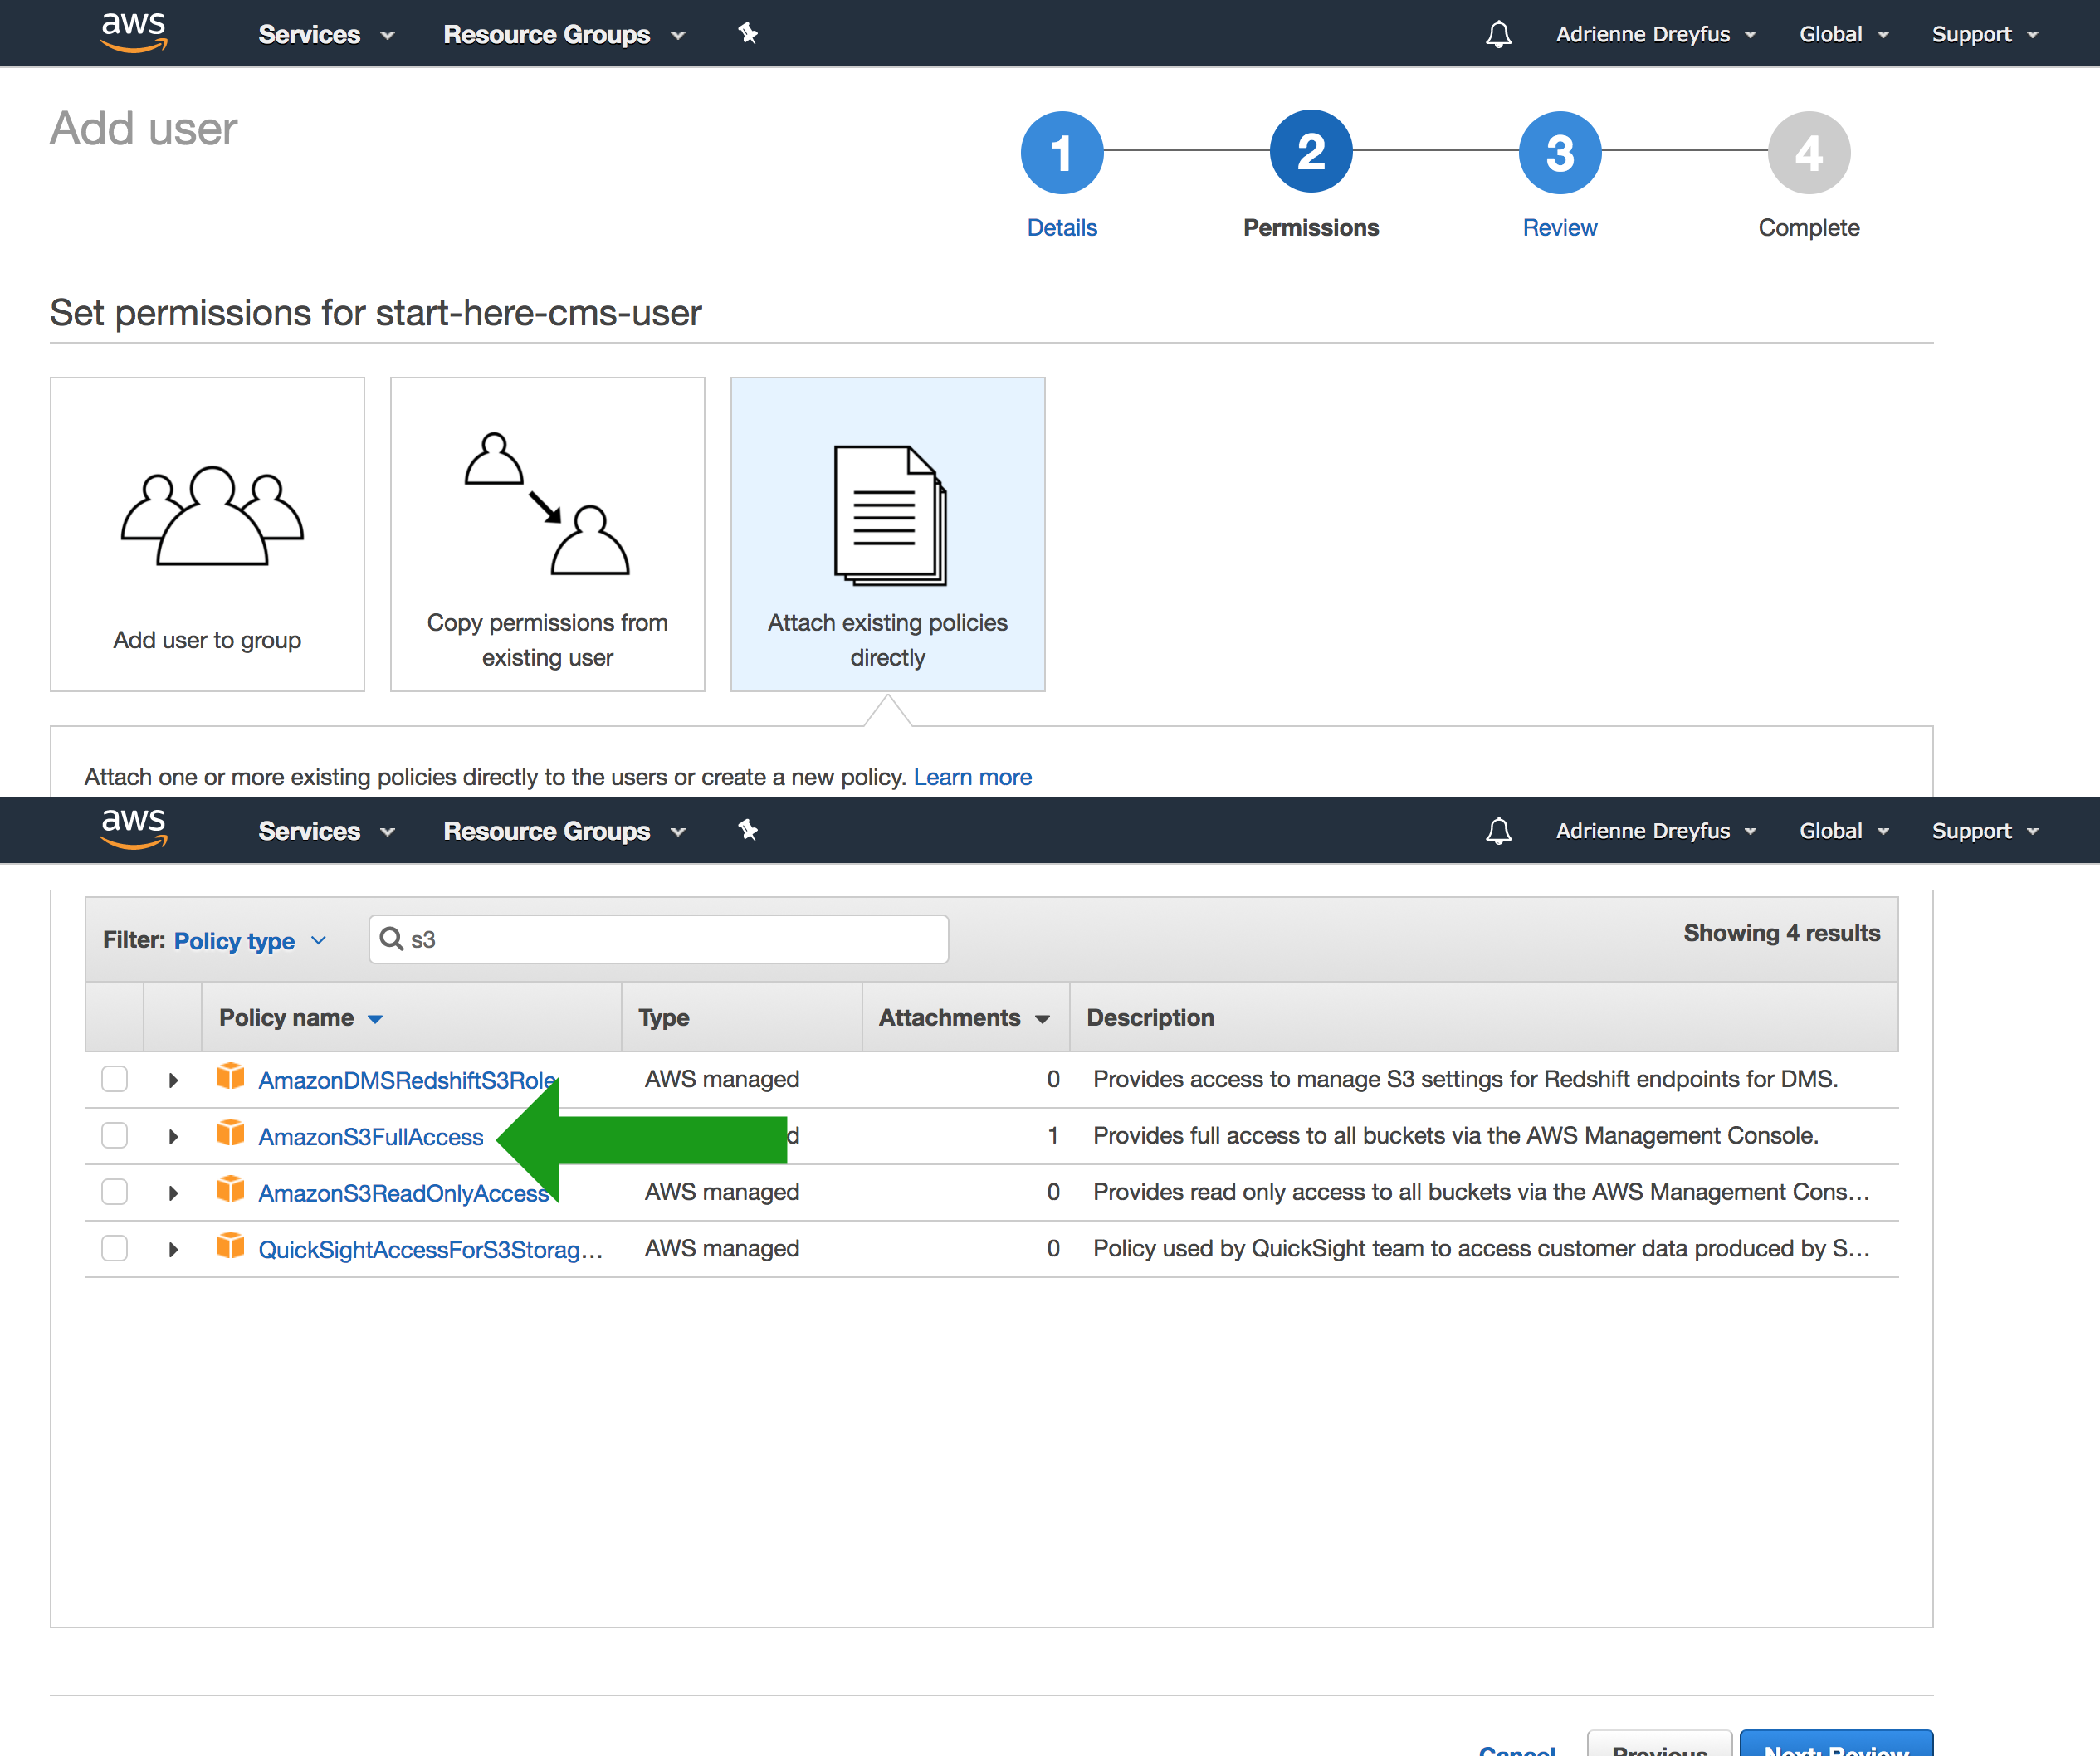 aws Services Resource Groups Adrienne Dreyfus Global Support
Add user
1 2 3 4
Details Permissions Review Complete
Set permissions for start-here-cms-user
Add user to group
Copy permissions from
existing user
Attach existing policies
directly
Attach one or more existing policies directly to the users or create a new policy. Learn more
aws Services Resource Groups Adrienne Dreyfus Global Support
Filter: Policy type s3 Showing 4 results
Policy name Type Attachments Description
AmazonDMSRedshiftS3Role AWS managed 0 Provides access to manage S3 settings for Redshift endpoints for DMS.
AmazonS3FullAccess 1 Provides full access to all buckets via the AWS Management Console.
AmazonS3ReadOnlyAccess AWS managed 0 Provides read only access to all buckets via the AWS Management Cons...
QuickSightAccessForS3Storag... AWS managed 0 Policy used by QuickSight team to access customer data produced by S...
Cancel Previous Next: Review